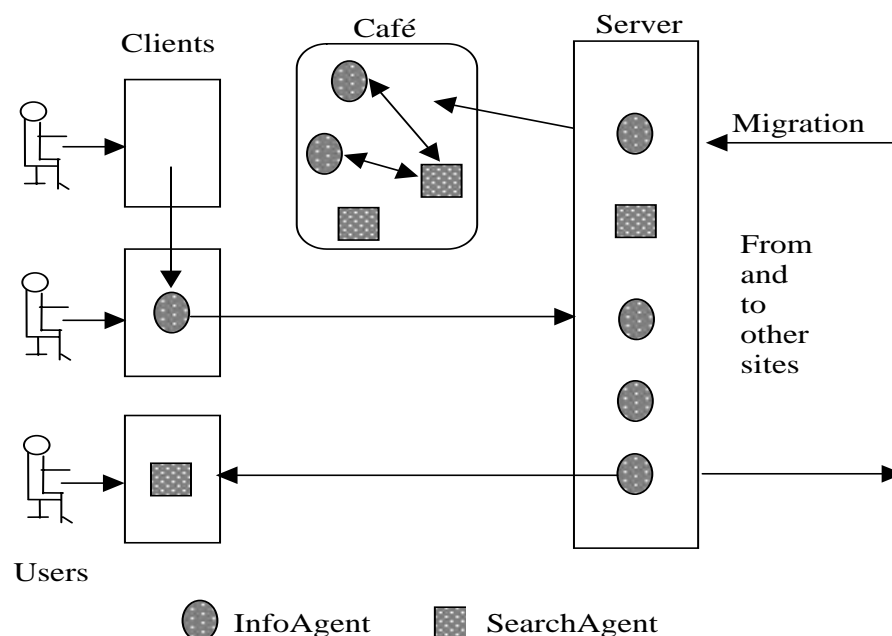 Clients
Café
Server
Migration
From
and
to
other
sites
Users
InfoAgent
SearchAgent